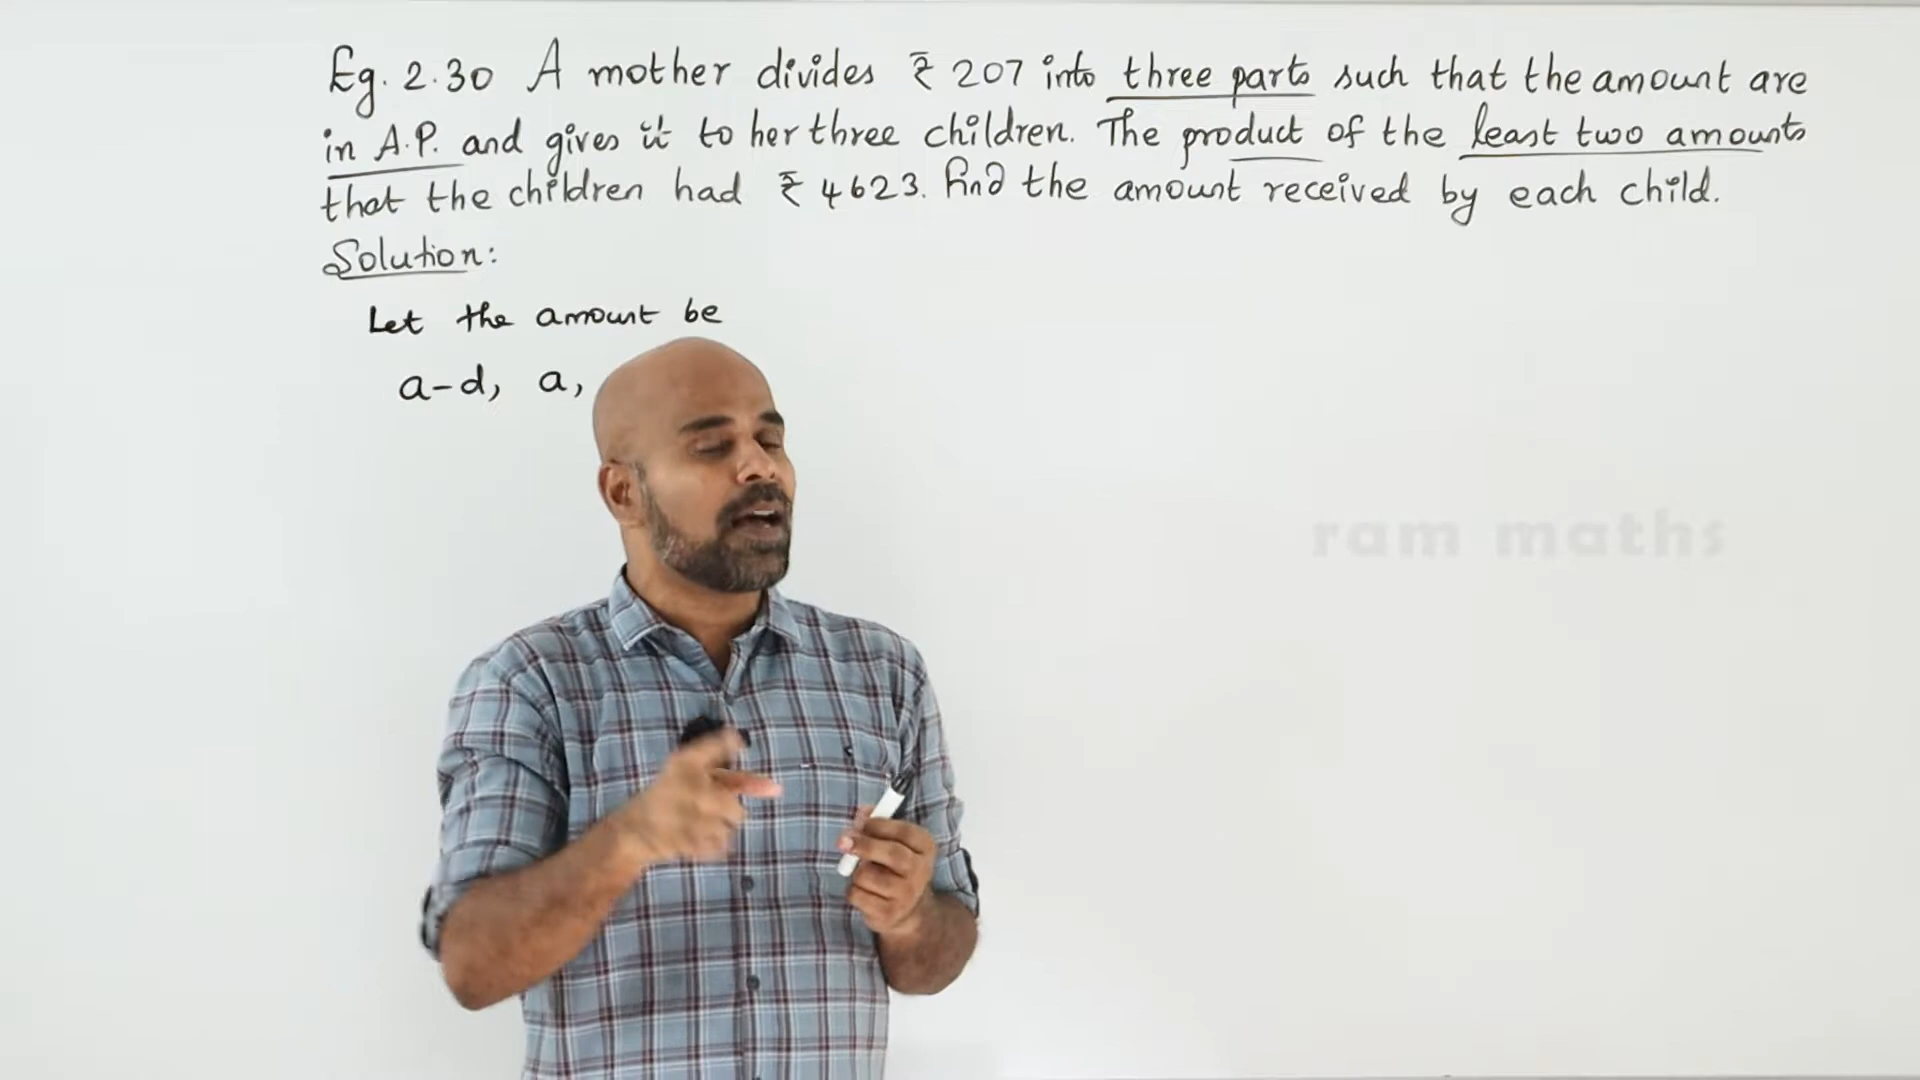 Eg. 2.30 A mother divides ₹ 207 into three parts such that the amount are
in A.P. and gives it to her three children. The product of the least two amounts
that the children had ₹ 4623. Find the amount received by each child.
Solution:
Let the amount be
a-d, a,
ram maths